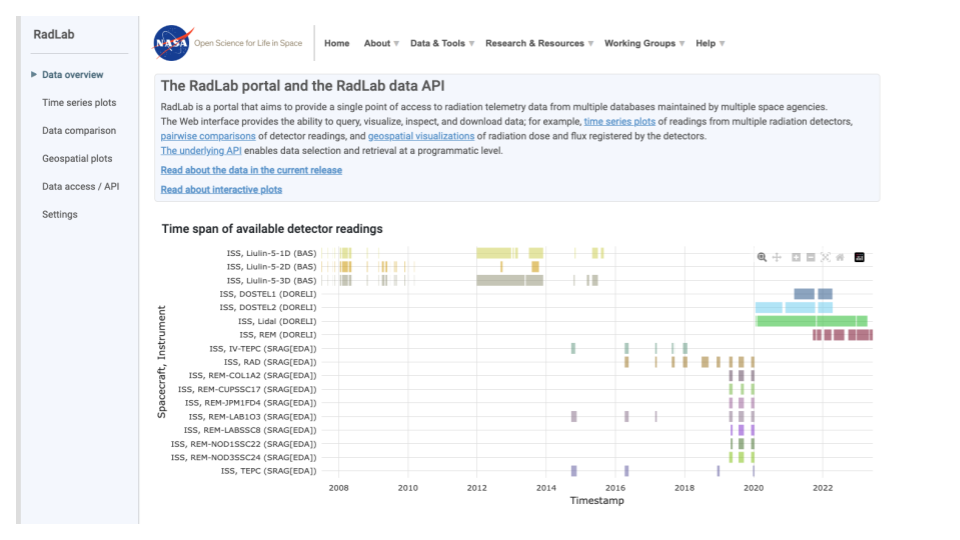 RadLab
Data overview
Time series plots
Data comparison
Geospatial plots
Data access / API
Settings
NASA
Open Science for Life in Space
Home About Data & Tools Research & Resources Working Groups Help
The RadLab portal and the RadLab data API
RadLab is a portal that aims to provide a single point of access to radiation telemetry data from multiple databases maintained by multiple space agencies.
The Web interface provides the ability to query, visualize, inspect, and download data; for example, time series plots of readings from multiple radiation detectors,
pairwise comparisons of detector readings, and geospatial visualizations of radiation dose and flux registered by the detectors.
The underlying API enables data selection and retrieval at a programmatic level.
Read about the data in the current release
Read about interactive plots
Time span of available detector readings
Spacecraft, Instrument
ISS, Liulin-5-1D (BAS)
ISS, Liulin-5-2D (BAS)
ISS, Liulin-5-3D (BAS)
ISS, DOSTEL1 (DORELI)
ISS, DOSTEL2 (DORELI)
ISS, Lidal (DORELI)
ISS, REM (DORELI)
ISS, IV-TEPC (SRAG[EDA])
ISS, RAD (SRAG[EDA])
ISS, REM-COL1A2 (SRAG[EDA])
ISS, REM-CUPSSC17 (SRAG[EDA])
ISS, REM-JPM1FD4 (SRAG[EDA])
ISS, REM-LAB1O3 (SRAG[EDA])
ISS, REM-LABSSC8 (SRAG[EDA])
ISS, REM-NOD1SSC22 (SRAG[EDA])
ISS, REM-NOD3SSC24 (SRAG[EDA])
ISS, TEPC (SRAG[EDA])
2008 2010 2012 2014 2016 2018 2020 2022
Timestamp